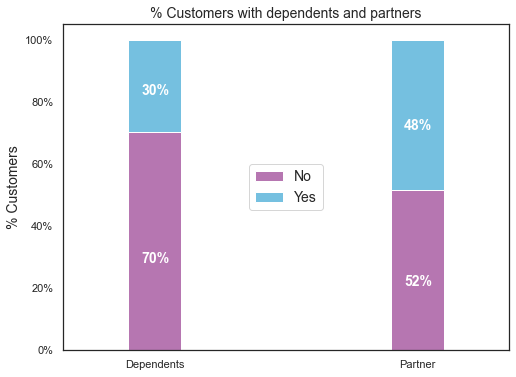 % Customers with dependents and partners
% Customers
100%
80%
60%
40%
20%
0%
30%
70%
48%
52%
No
Yes
Dependents
Partner